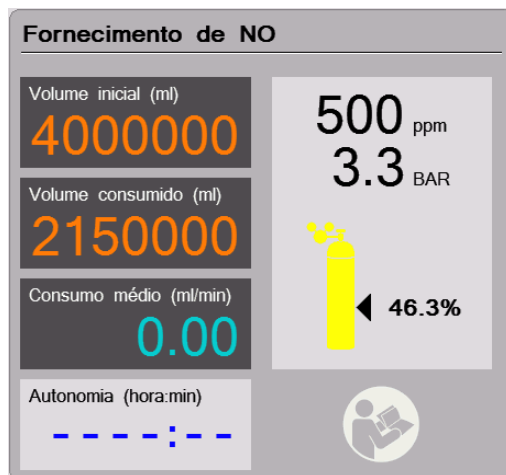 Fornecimento de NO
Volume inicial (ml)
4000000
Volume consumido (ml)
2150000
Consumo médio (ml/min)
0.00
Autonomia (hora:min)
----:--
500 ppm
3.3 BAR
46.3%